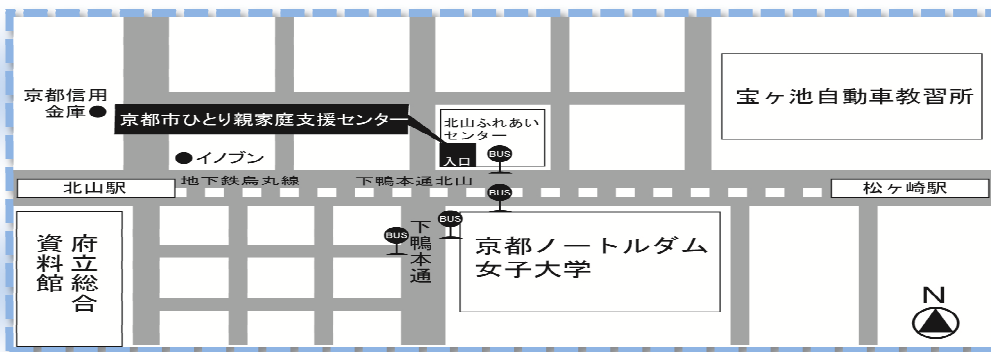 京都信用
金庫
京都市ひとり親家庭支援センター
北山ふれあい
センター
入口
BUS
宝ヶ池自動車教習所
イノブン
地下鉄烏丸線
下鴨本通北山
北山駅
BUS
松ヶ崎駅
府立総合
資料館
BUS
下鴨本通
BUS
京都ノートルダム
女子大学
N